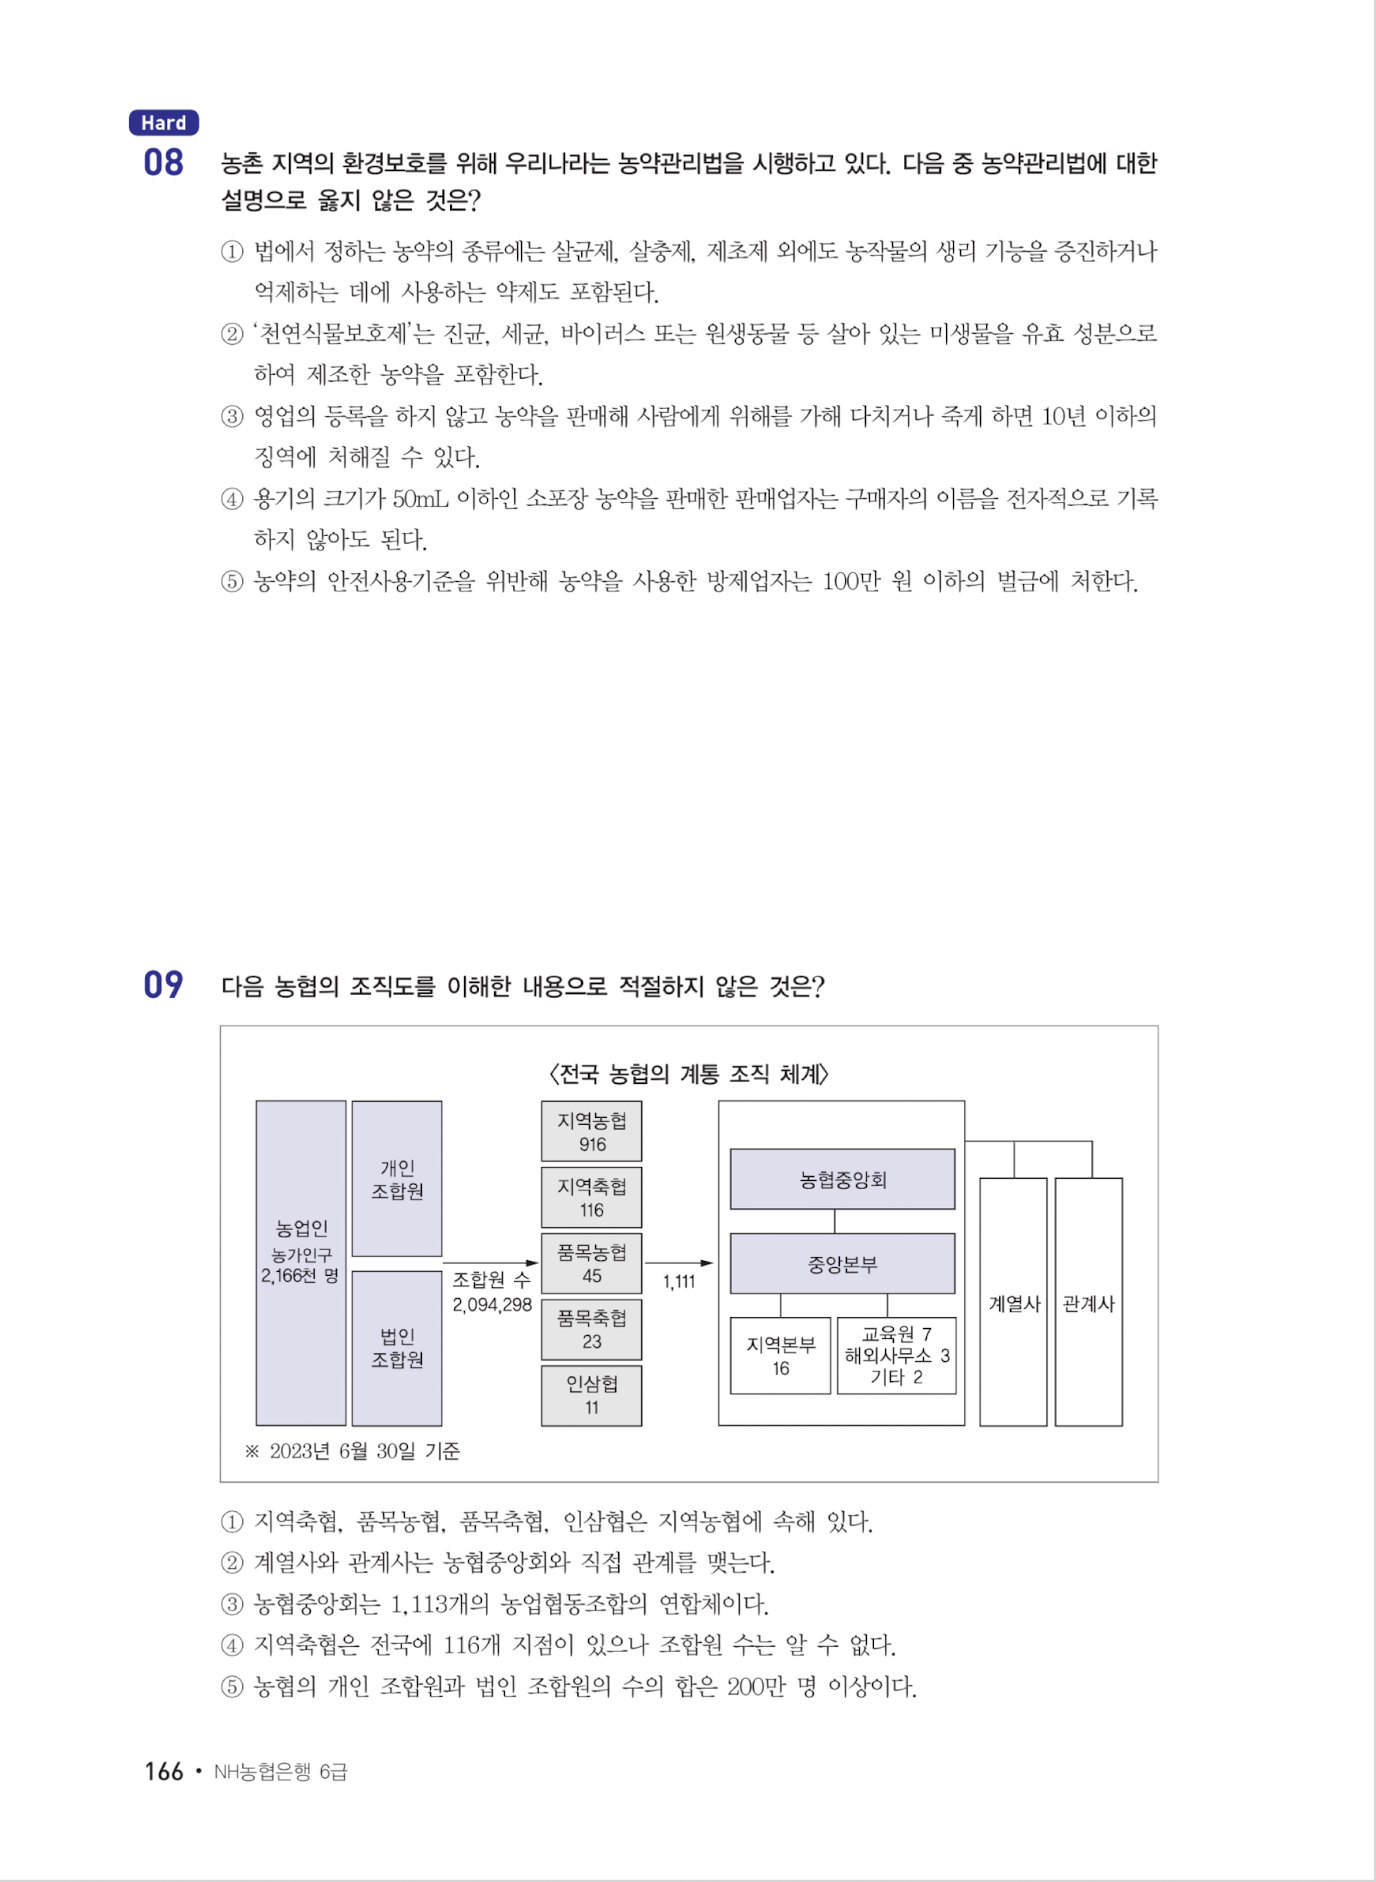 Hard
08 농촌 지역의 환경보호를 위해 우리나라는 농약관리법을 시행하고 있다. 다음 중 농약관리법에 대한
설명으로 옳지 않은 것은?
① 법에서 정하는 농약의 종류에는 살균제, 살충제, 제초제 외에도 농작물의 생리 기능을 증진하거나
억제하는 데에 사용하는 약제도 포함된다.
② ‘천연식물보호제’는 진균, 세균, 바이러스 또는 원생동물 등 살아 있는 미생물을 유효 성분으로
하여 제조한 농약을 포함한다.
③ 영업의 등록을 하지 않고 농약을 판매해 사람에게 위해를 가해 다치거나 죽게 하면 10년 이하의
징역에 처해질 수 있다.
④ 용기의 크기가 50mL 이하인 소포장 농약을 판매한 판매업자는 구매자의 이름을 전자적으로 기록
하지 않아도 된다.
⑤ 농약의 안전사용기준을 위반해 농약을 사용한 방제업자는 100만 원 이하의 벌금에 처한다.
09 다음 농협의 조직도를 이해한 내용으로 적절하지 않은 것은?
〈전국 농협의 계통 조직 체계〉
농업인
농가인구
2,166천 명
개인
조합원
법인
조합원
조합원 수
2,094,298
지역농협
916
지역축협
116
품목농협
45
품목축협
23
인삼협
11
1,111
농협중앙회
중앙본부
지역본부
16
교육원 7
해외사무소 3
기타 2
계열사
관계사
※ 2023년 6월 30일 기준
① 지역축협, 품목농협, 품목축협, 인삼협은 지역농협에 속해 있다.
② 계열사와 관계사는 농협중앙회와 직접 관계를 맺는다.
③ 농협중앙회는 1,113개의 농업협동조합의 연합체이다.
④ 지역축협은 전국에 116개 지점이 있으나 조합원 수는 알 수 없다.
⑤ 농협의 개인 조합원과 법인 조합원의 수의 합은 200만 명 이상이다.
166 • NH농협은행 6급